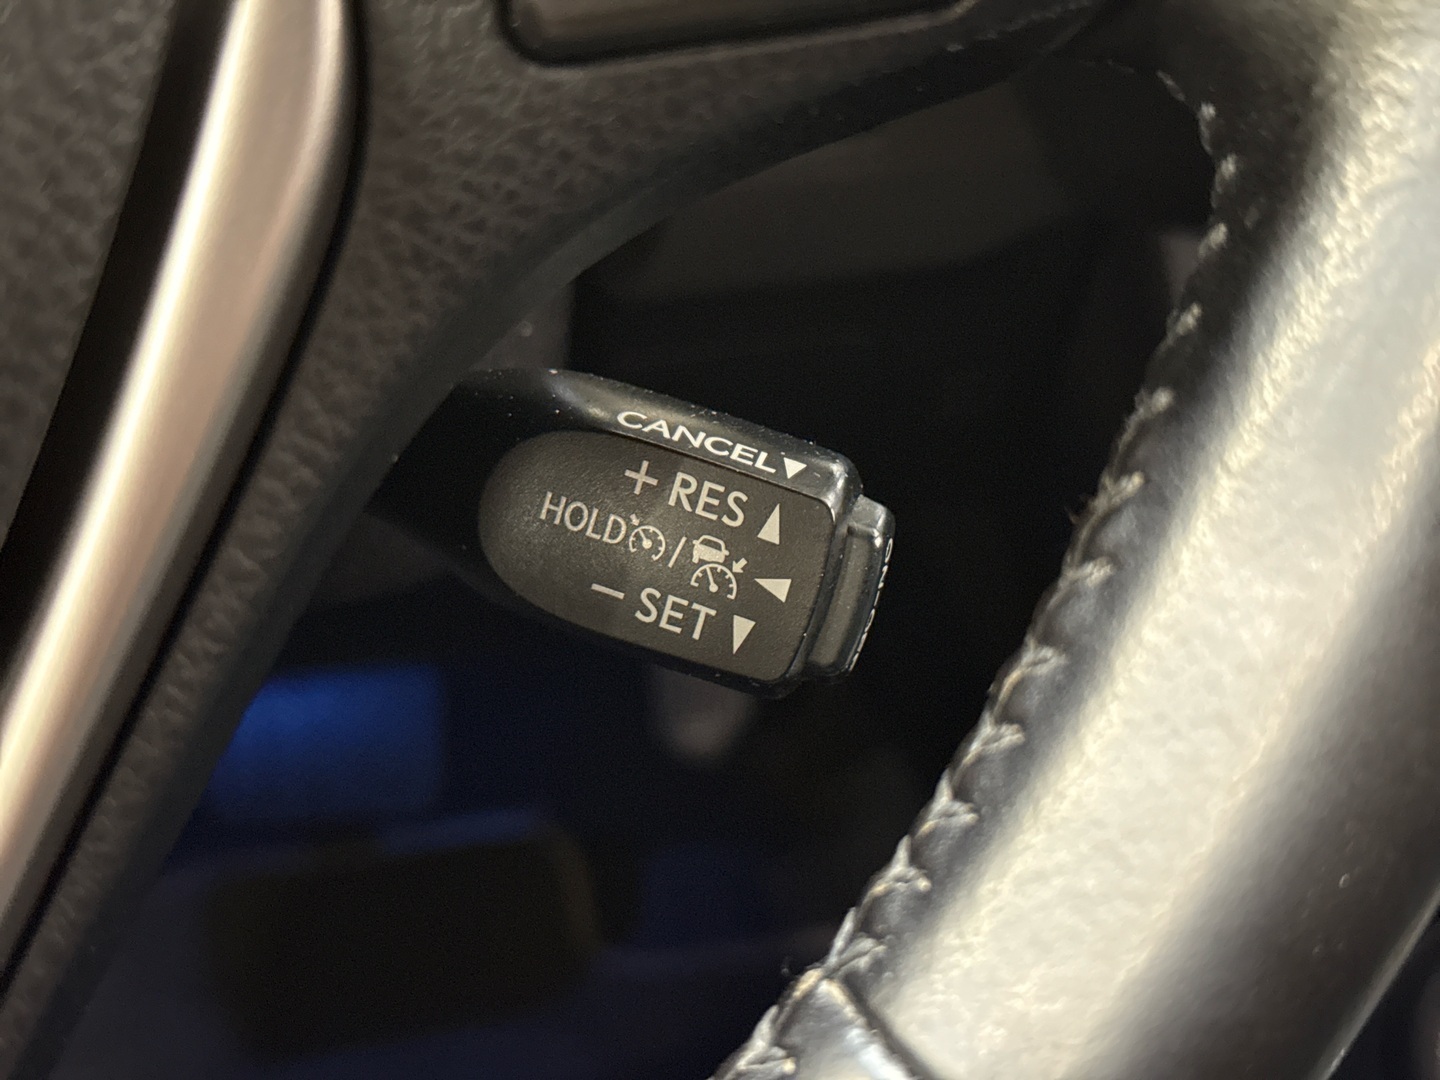 CANCEL▼
+ RES ▲
HOLD / ◀
− SET ▼